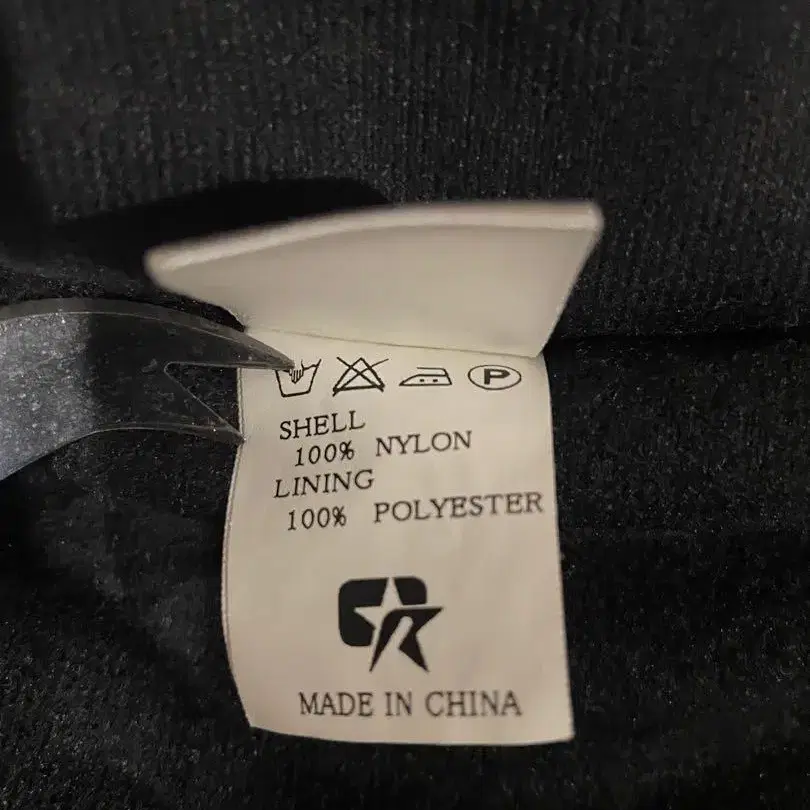 P
SHELL
100% NYLON
LINING
100% POLYESTER
MADE IN CHINA